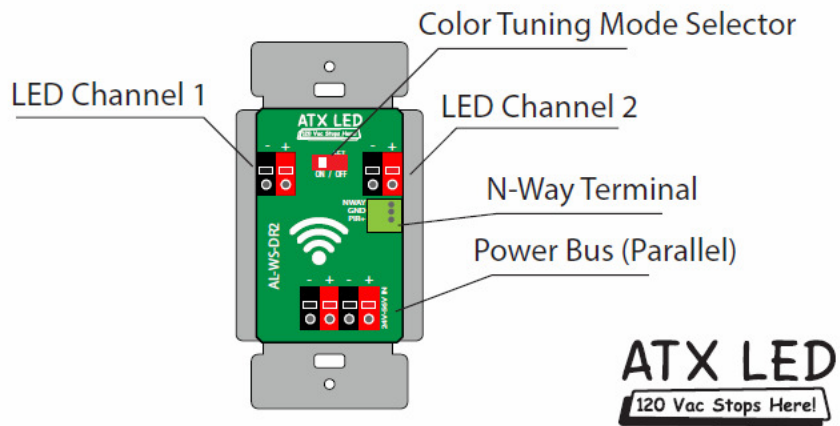 Color Tuning Mode Selector
LED Channel 1
LED Channel 2
ATX LED
120 Vac Stops Here!
- +
- +
ON / OFF
N-Way Terminal
NWAY
GND
PIR+
Power Bus (Parallel)
AL-WS-DR2
- + - +
24V-56V IN
ATX LED
120 Vac Stops Here!